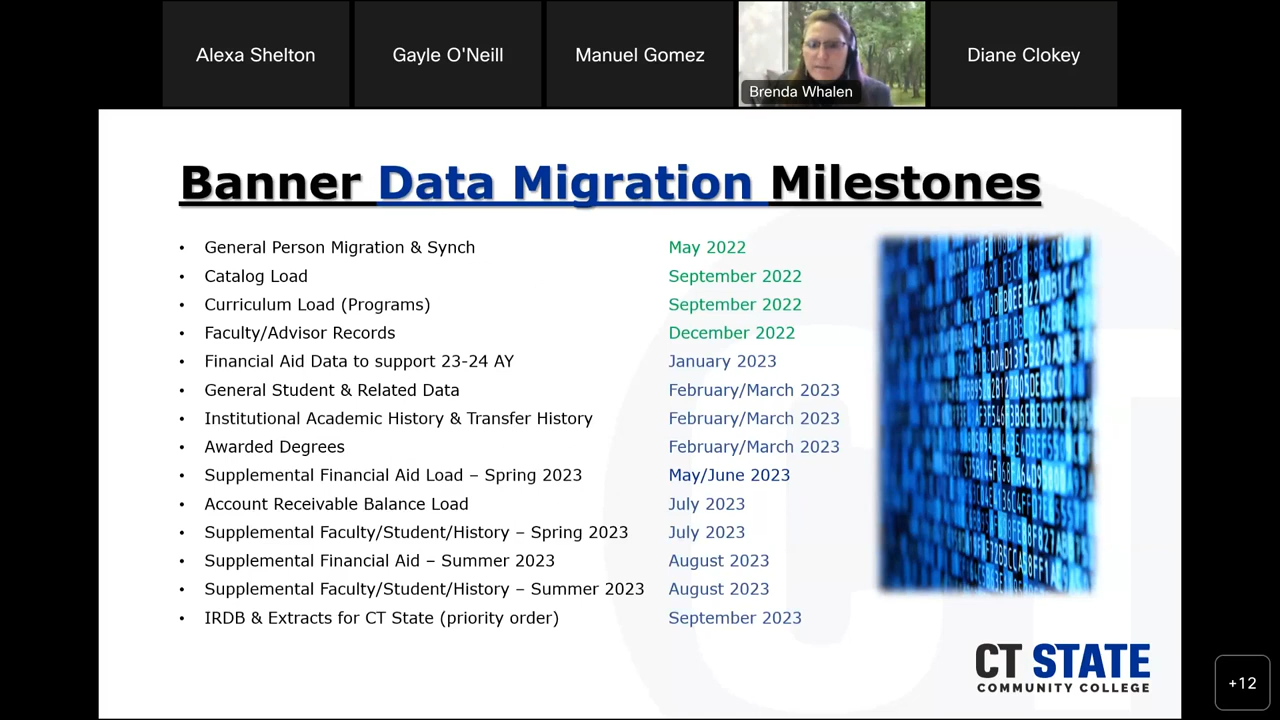 Alexa Shelton
Gayle O'Neill
Manuel Gomez
Brenda Whalen
Diane Clokey
Banner Data Migration Milestones
• General Person Migration & Synch May 2022
• Catalog Load September 2022
• Curriculum Load (Programs) September 2022
• Faculty/Advisor Records December 2022
• Financial Aid Data to support 23-24 AY January 2023
• General Student & Related Data February/March 2023
• Institutional Academic History & Transfer History February/March 2023
• Awarded Degrees February/March 2023
• Supplemental Financial Aid Load – Spring 2023 May/June 2023
• Account Receivable Balance Load July 2023
• Supplemental Faculty/Student/History – Spring 2023 July 2023
• Supplemental Financial Aid – Summer 2023 August 2023
• Supplemental Faculty/Student/History – Summer 2023 August 2023
• IRDB & Extracts for CT State (priority order) September 2023
CT STATE
COMMUNITY COLLEGE
+12